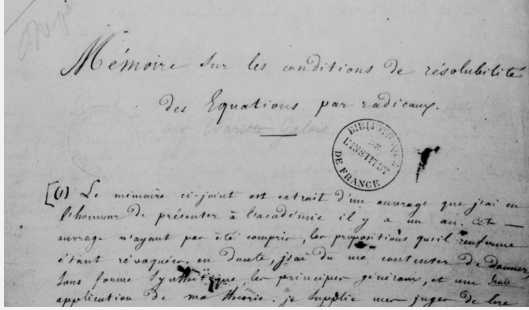 Mémoire sur les conditions de résolubilité
des Equations par radicaux.
par Evariste Galois
BIBLIOTHÈQUE
DE
L'INSTITUT
DE FRANCE
[(1) Le mémoire ci-joint est extrait d'un ouvrage que j'ai eu
l'honneur de présenter à l'académie il y a un an. Cet
ouvrage n'ayant pas été compris, les propositions qu'il renferme
étant révoquées en doute, j'ai du me contenter de donner
sous forme synthétique, les principes généraux, et une seule
application de ma théorie. je supplie mes juges de lire